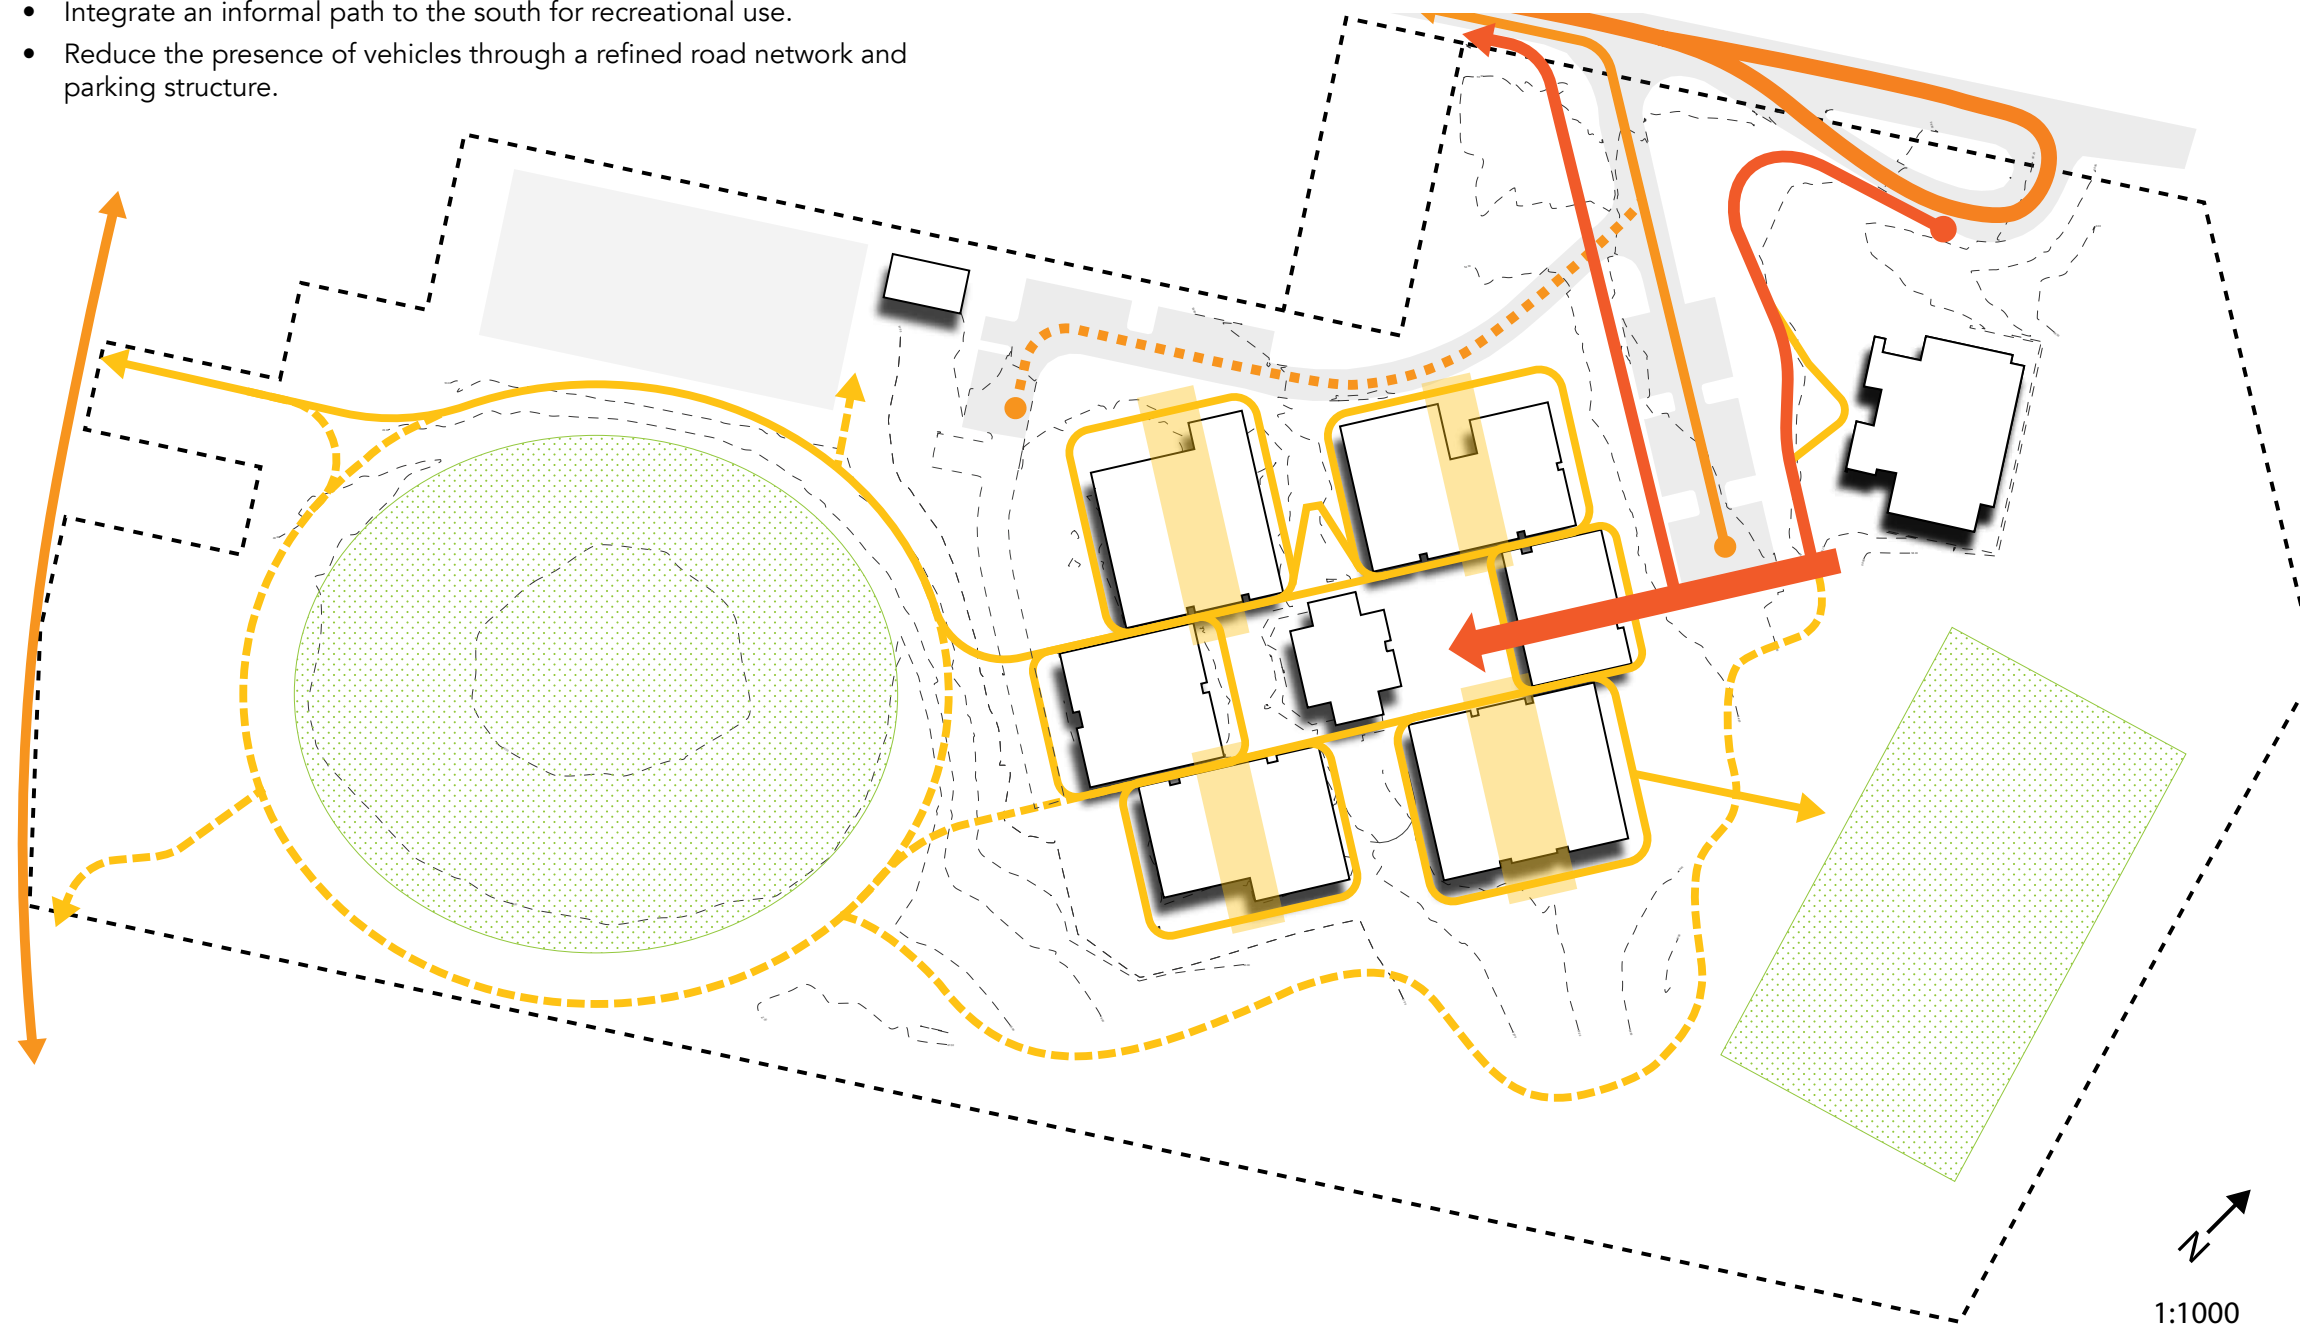 • Integrate an informal path to the south for recreational use.
• Reduce the presence of vehicles through a refined road network and
parking structure.
N
1:1000